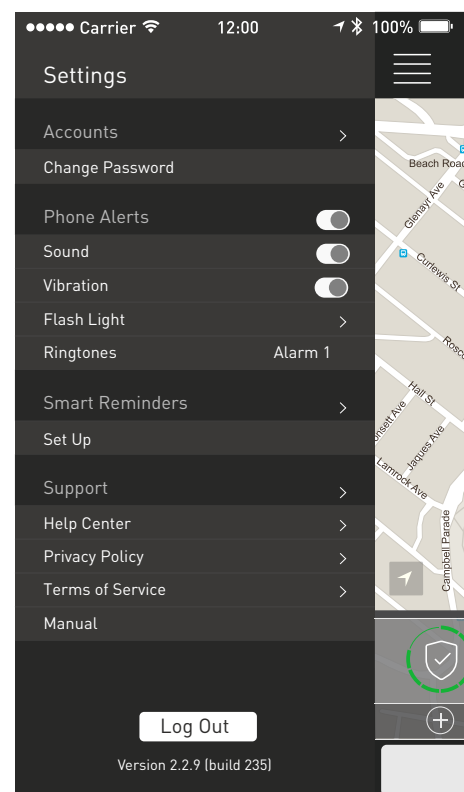 Carrier 12:00 100%
Settings
Accounts
Change Password
Phone Alerts
Sound
Vibration
Flash Light
Ringtones Alarm 1
Smart Reminders
Set Up
Support
Help Center
Privacy Policy
Terms of Service
Manual
Log Out
Version 2.2.9 (build 235)
Beach Road
Glenayr Ave
Curlewis St
Hall St
Jaques Ave
Lamrock Ave
Campbell Parade